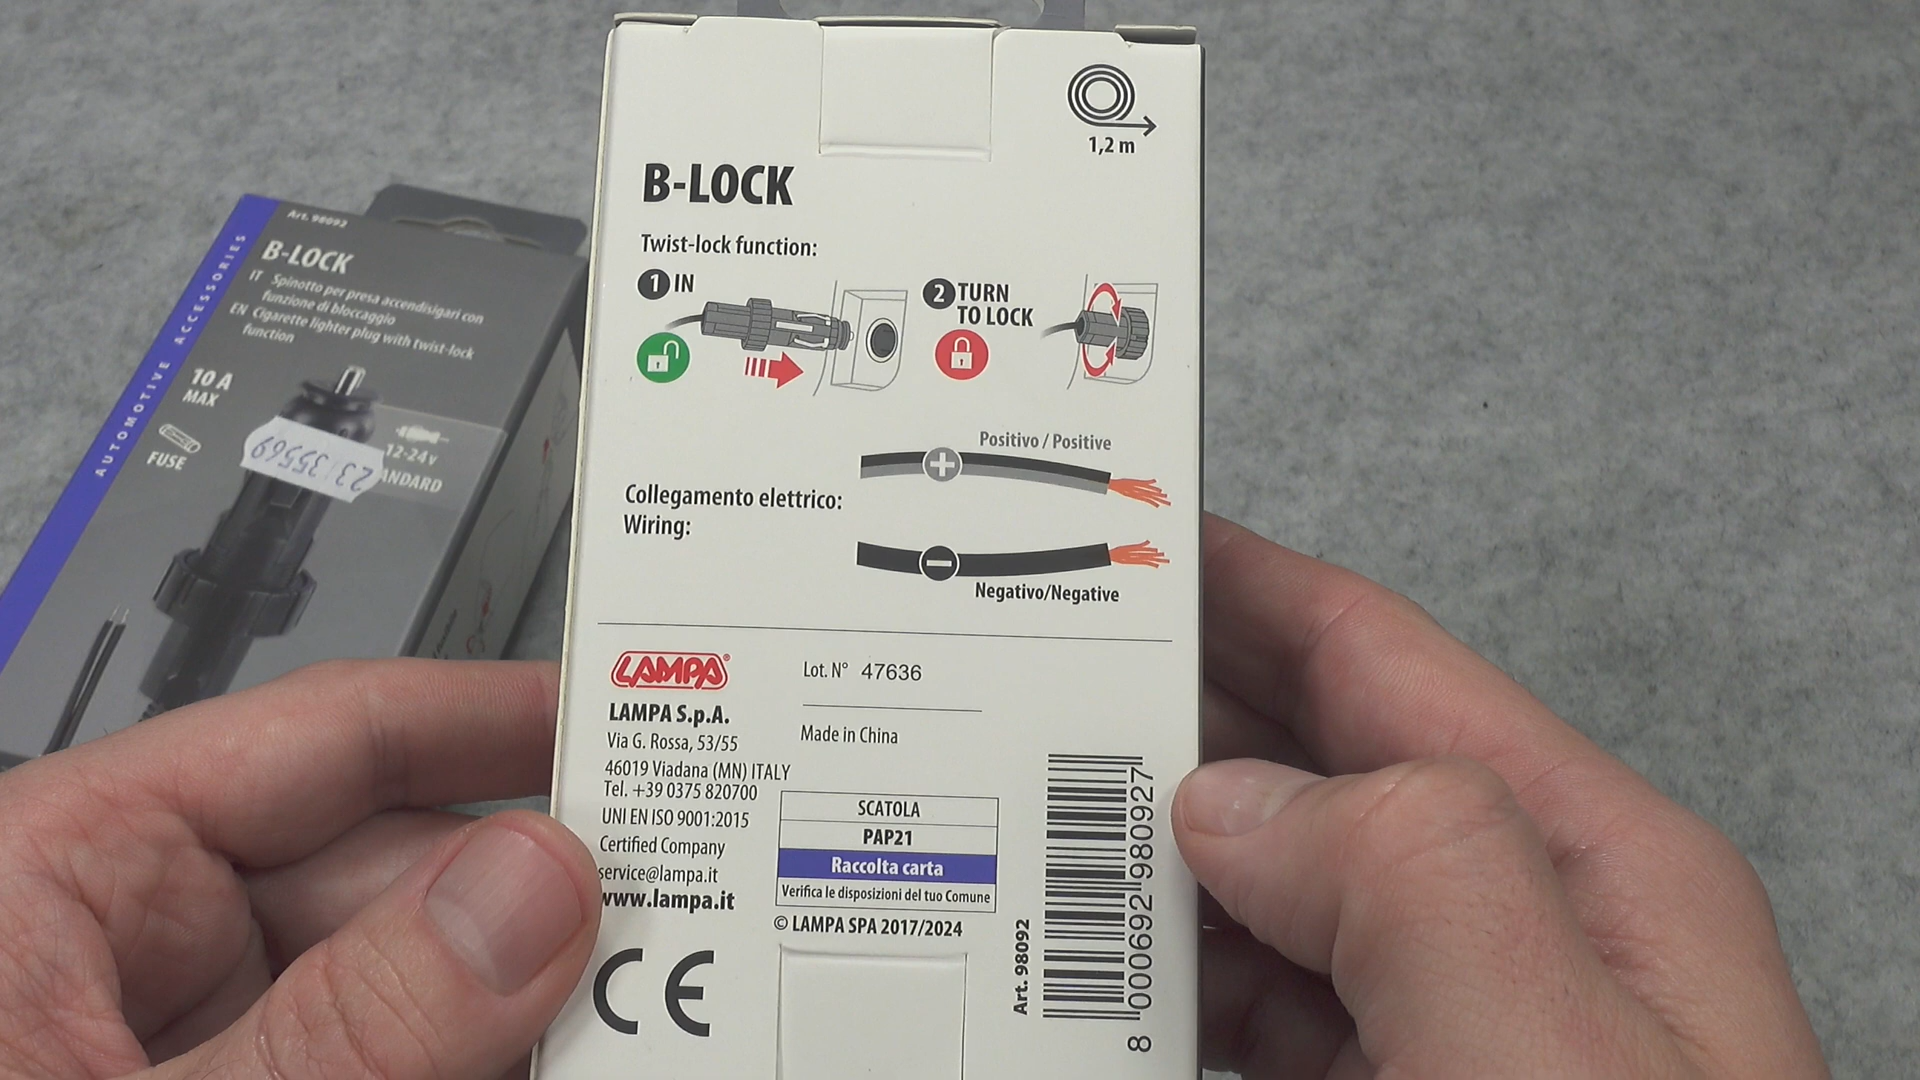 Art. 98092
B-LOCK
IT Spinotto per presa accendisigari con
funzione di bloccaggio
EN Cigarette lighter plug with twist-lock
function
AUTOMOTIVE ACCESSORIES
10 A
MAX
FUSE
23 35569
12-24v
ANDARD
1,2 m
B-LOCK
Twist-lock function:
1 IN
2 TURN
TO LOCK
Positivo / Positive
+
Collegamento elettrico:
Wiring:
−
Negativo/Negative
LAMPA®
LAMPA S.p.A.
Via G. Rossa, 53/55
46019 Viadana (MN) ITALY
Tel. +39 0375 820700
UNI EN ISO 9001:2015
Certified Company
service@lampa.it
www.lampa.it
CE
Lot. N° 47636
Made in China
SCATOLA
PAP21
Raccolta carta
Verifica le disposizioni del tuo Comune
© LAMPA SPA 2017/2024
Art. 98092
8 000692 980927